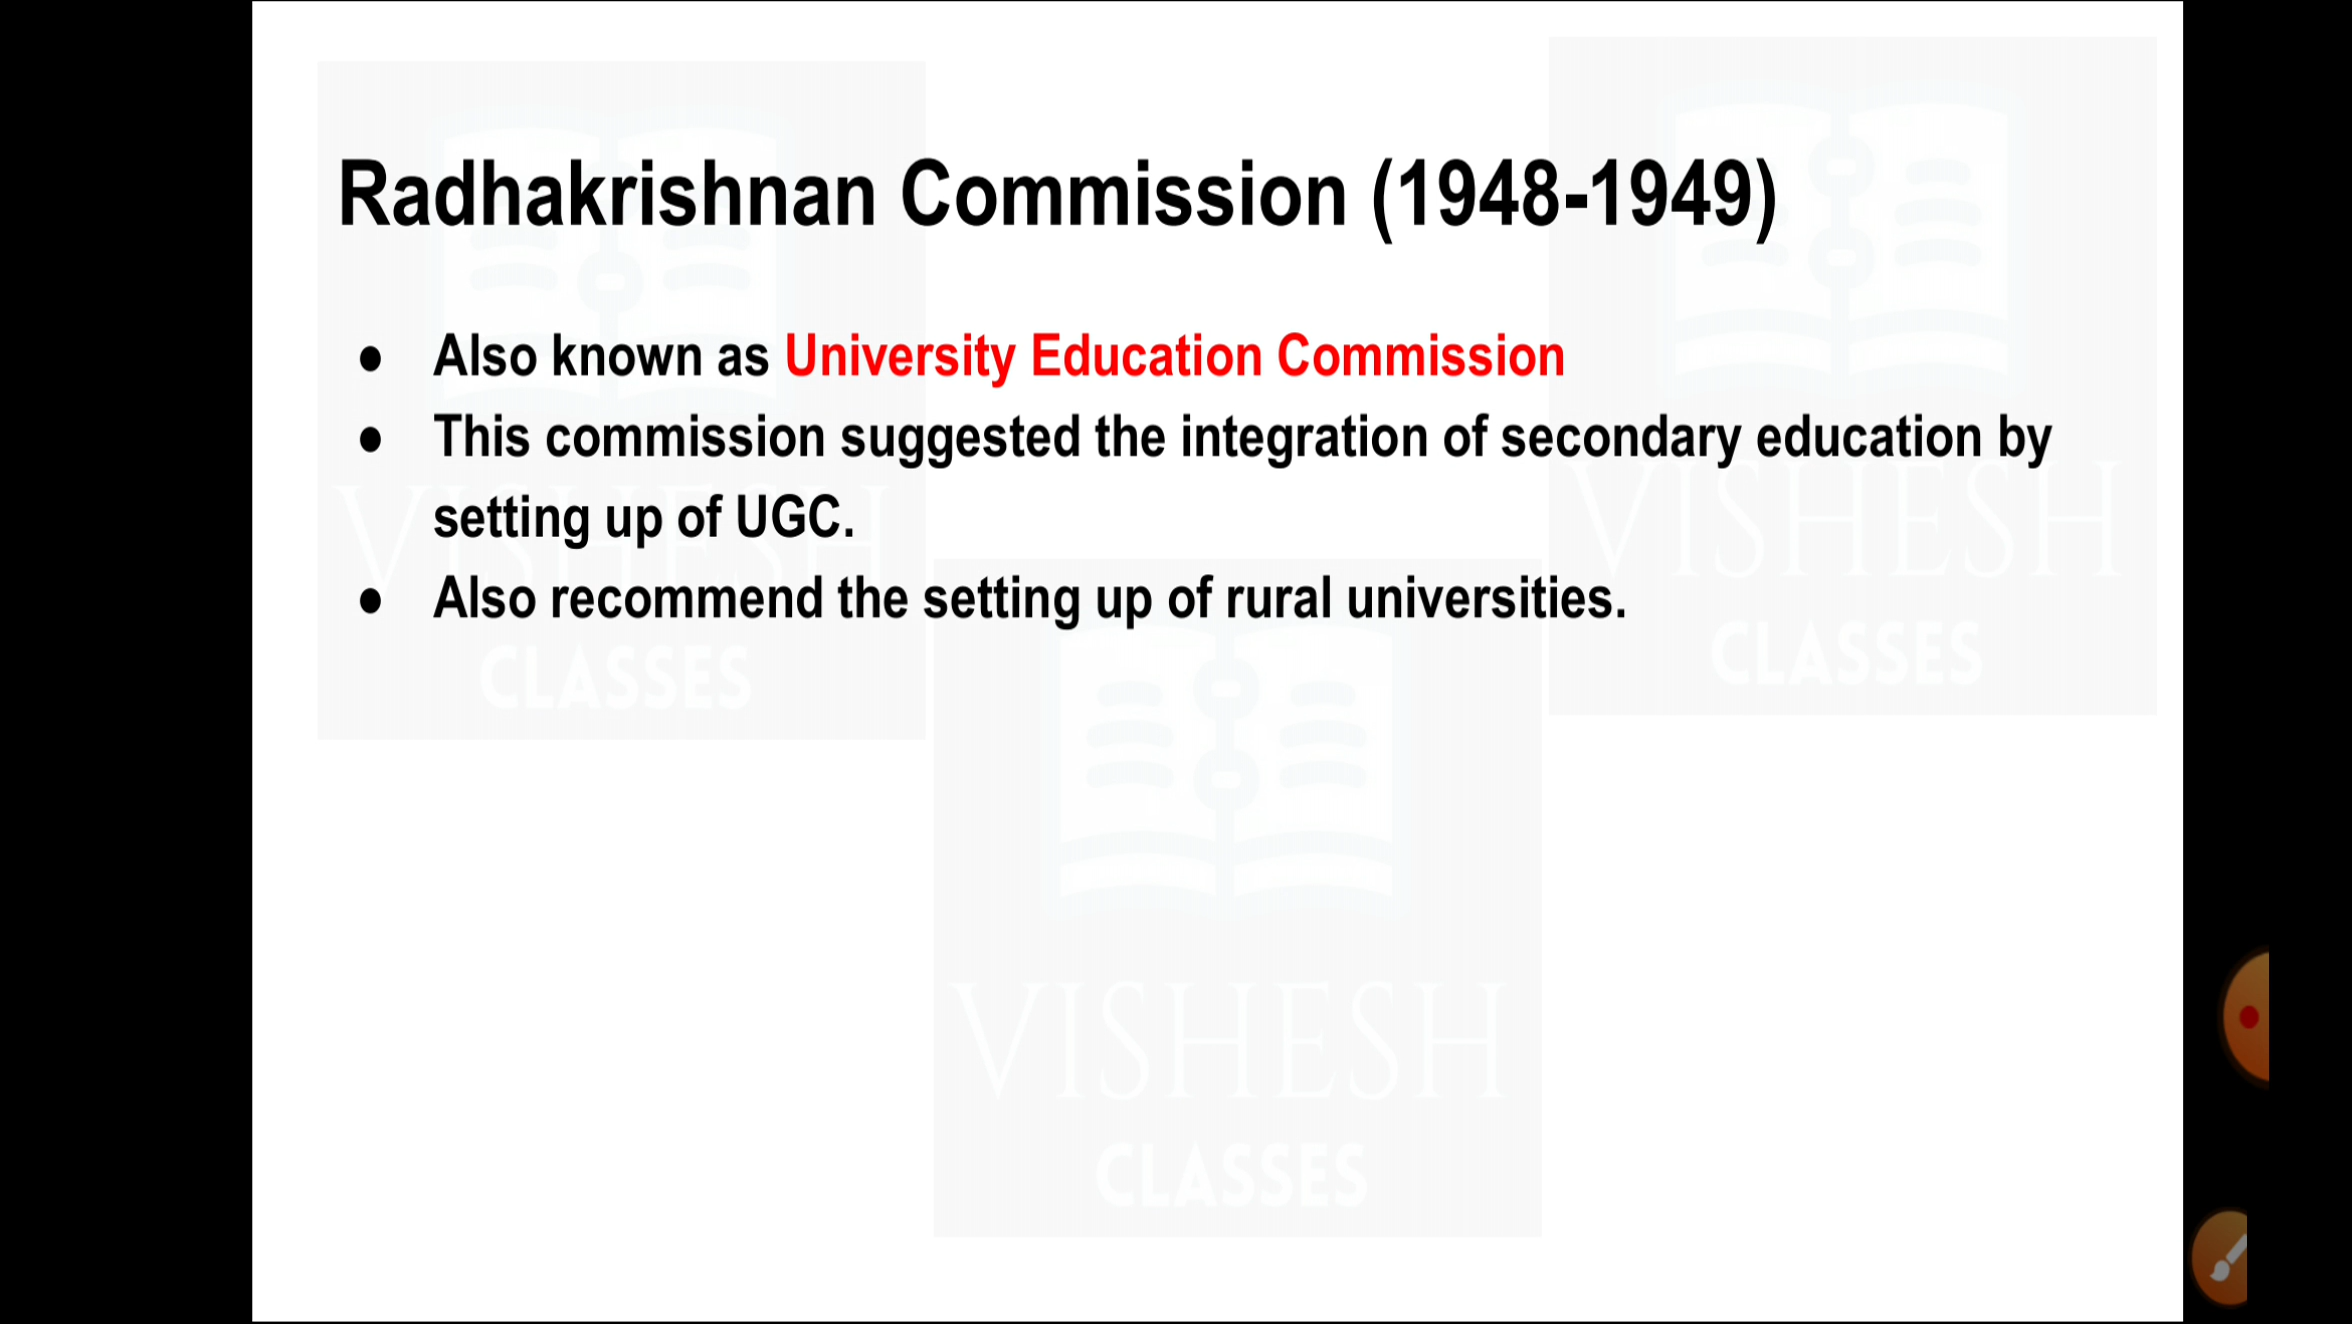 Radhakrishnan Commission (1948-1949)
● Also known as University Education Commission
● This commission suggested the integration of secondary education by
setting up of UGC.
● Also recommend the setting up of rural universities.
VISHESH
CLASSES
VISHESH
CLASSES
VISHESH
CLASSES